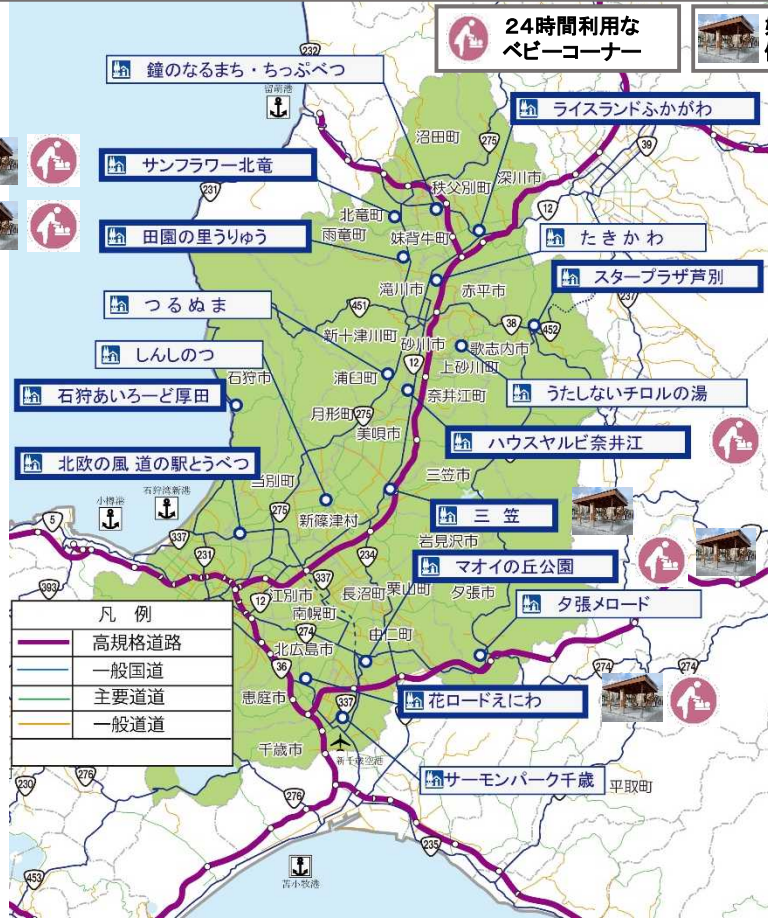 24時間利用な
ベビーコーナー
232
鐘のなるまち・ちっぷべつ
留萌港
ライスランドふかがわ
沼田町
275
39
サンフラワー北竜
231
秩父別町
深川市
12
北竜町
田園の里うりゅう
雨竜町
妹背牛町
たきかわ
スタープラザ芦別
滝川市
赤平市
237
つるぬま
451
38
452
新十津川町
砂川市
歌志内市
しんしのつ
12
上砂川町
石狩市
浦臼町
奈井江町
うたしないチロルの湯
石狩あいろーど厚田
月形町
275
美唄市
ハウスヤルビ奈井江
北欧の風 道の駅とうべつ
当別町
三笠市
石狩湾新港
小樽港
275
新篠津村
三 笠
5
337
岩見沢市
231
234
マオイの丘公園
337
393
江別市
長沼町
栗山町
夕張市
12
南幌町
夕張メロード
凡 例
274
由仁町
高規格道路
北広島市
一般国道
36
274
274
主要道道
恵庭市
337
花ロードえにわ
一般道道
千歳市
新千歳空港
276
230
サーモンパーク千歳
平取町
276
235
苫小牧港
453